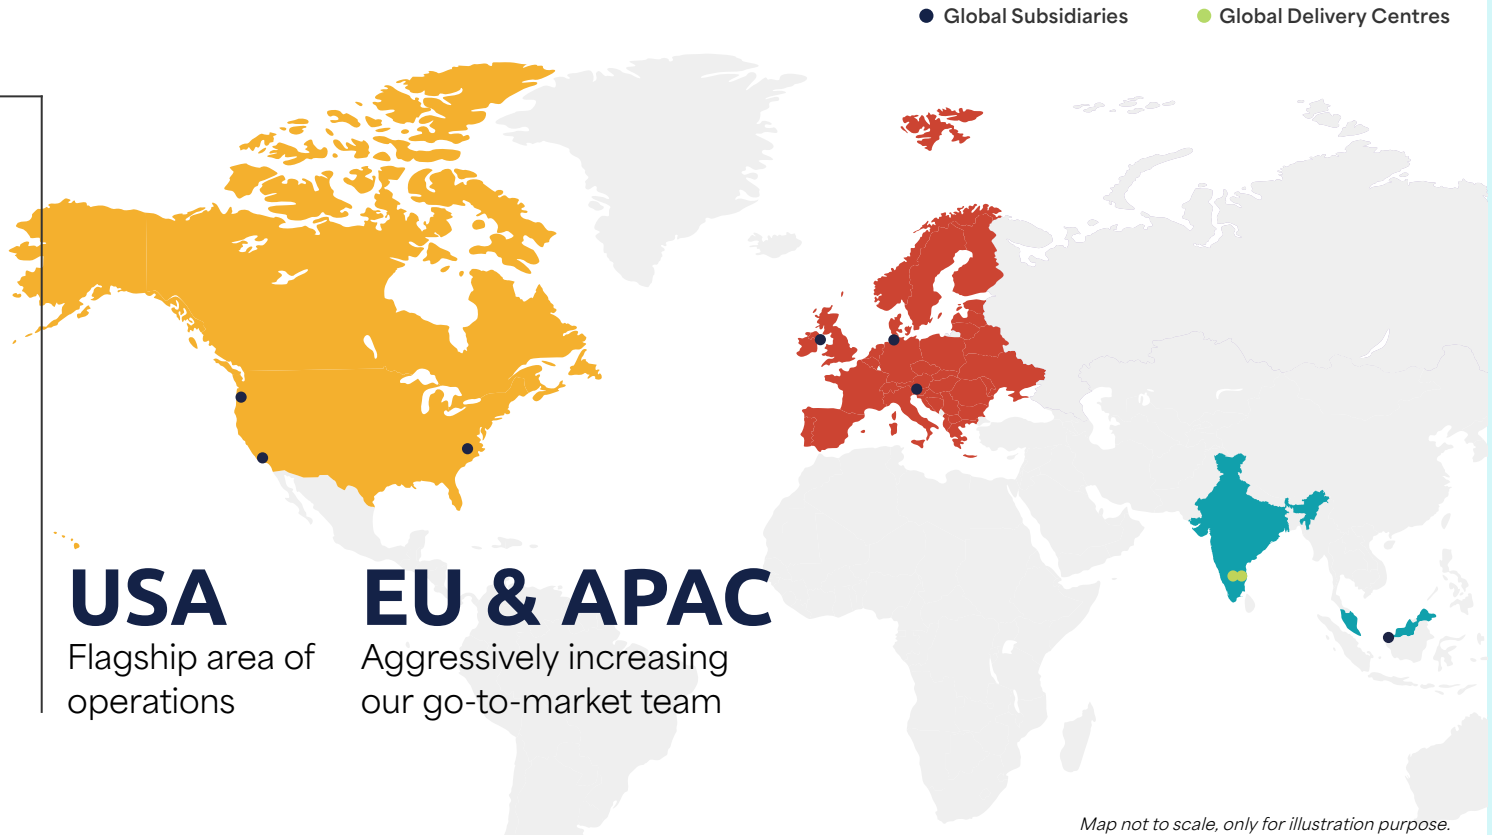 Global Subsidiaries
Global Delivery Centres
USA
Flagship area of
operations
EU & APAC
Aggressively increasing
our go-to-market team
Map not to scale, only for illustration purpose.